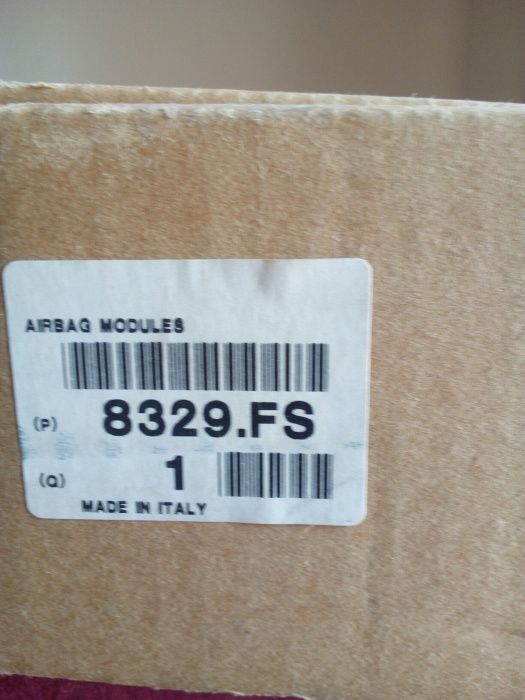 AIRBAG MODULES
(P) 8329.FS
(Q) 1
MADE IN ITALY